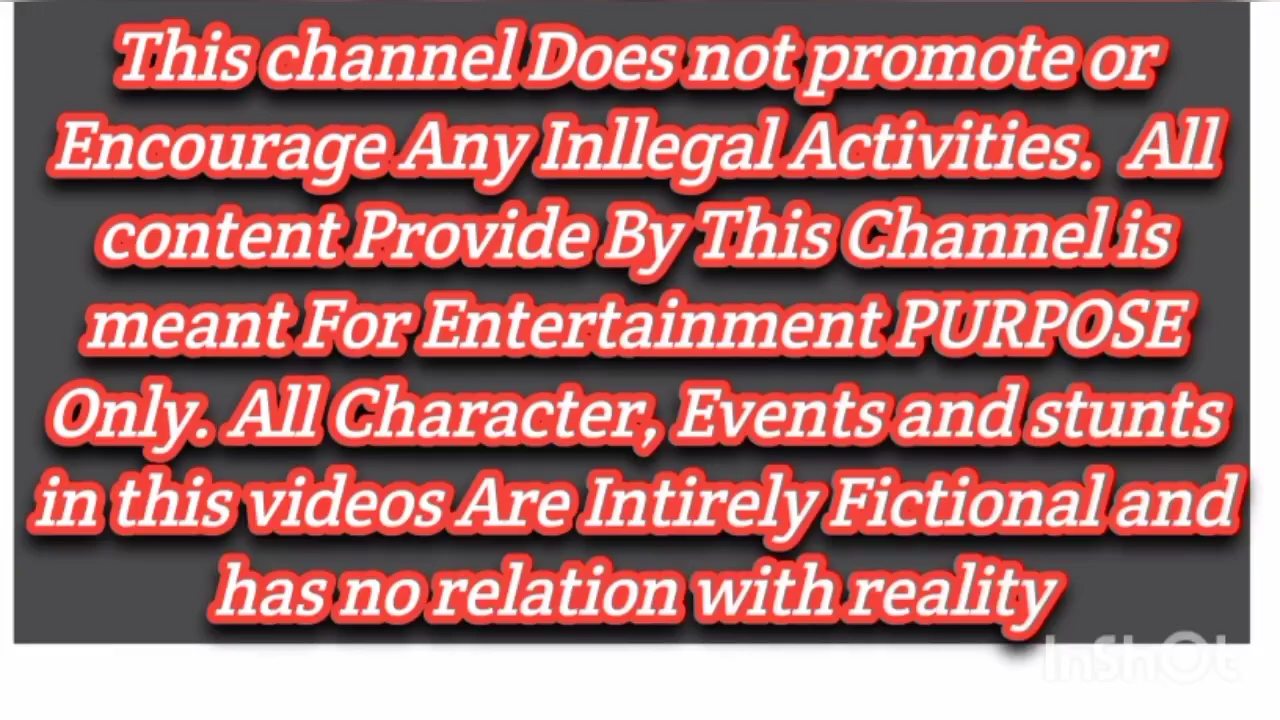 This channel Does not promote or
Encourage Any Inllegal Activities. All
content Provide By This Channel is
meant For Entertainment PURPOSE
Only. All Character, Events and stunts
in this videos Are Intirely Fictional and
has no relation with reality
InShOt